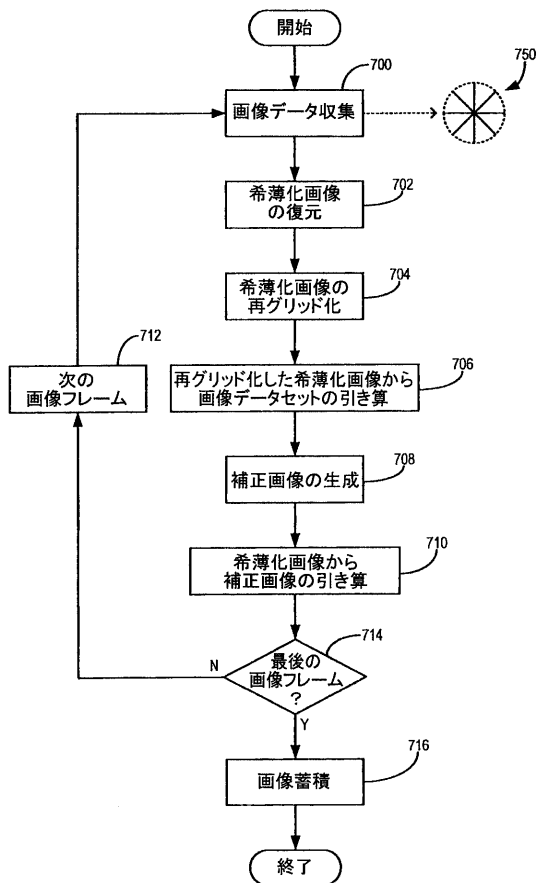 開始
750
700
画像データ収集
702
希薄化画像
の復元
704
希薄化画像の
再グリッド化
712
次の
画像フレーム
706
再グリッド化した希薄化画像から
画像データセットの引き算
708
補正画像の生成
710
希薄化画像から
補正画像の引き算
714
最後の
画像フレーム
?
N
Y
716
画像蓄積
終了